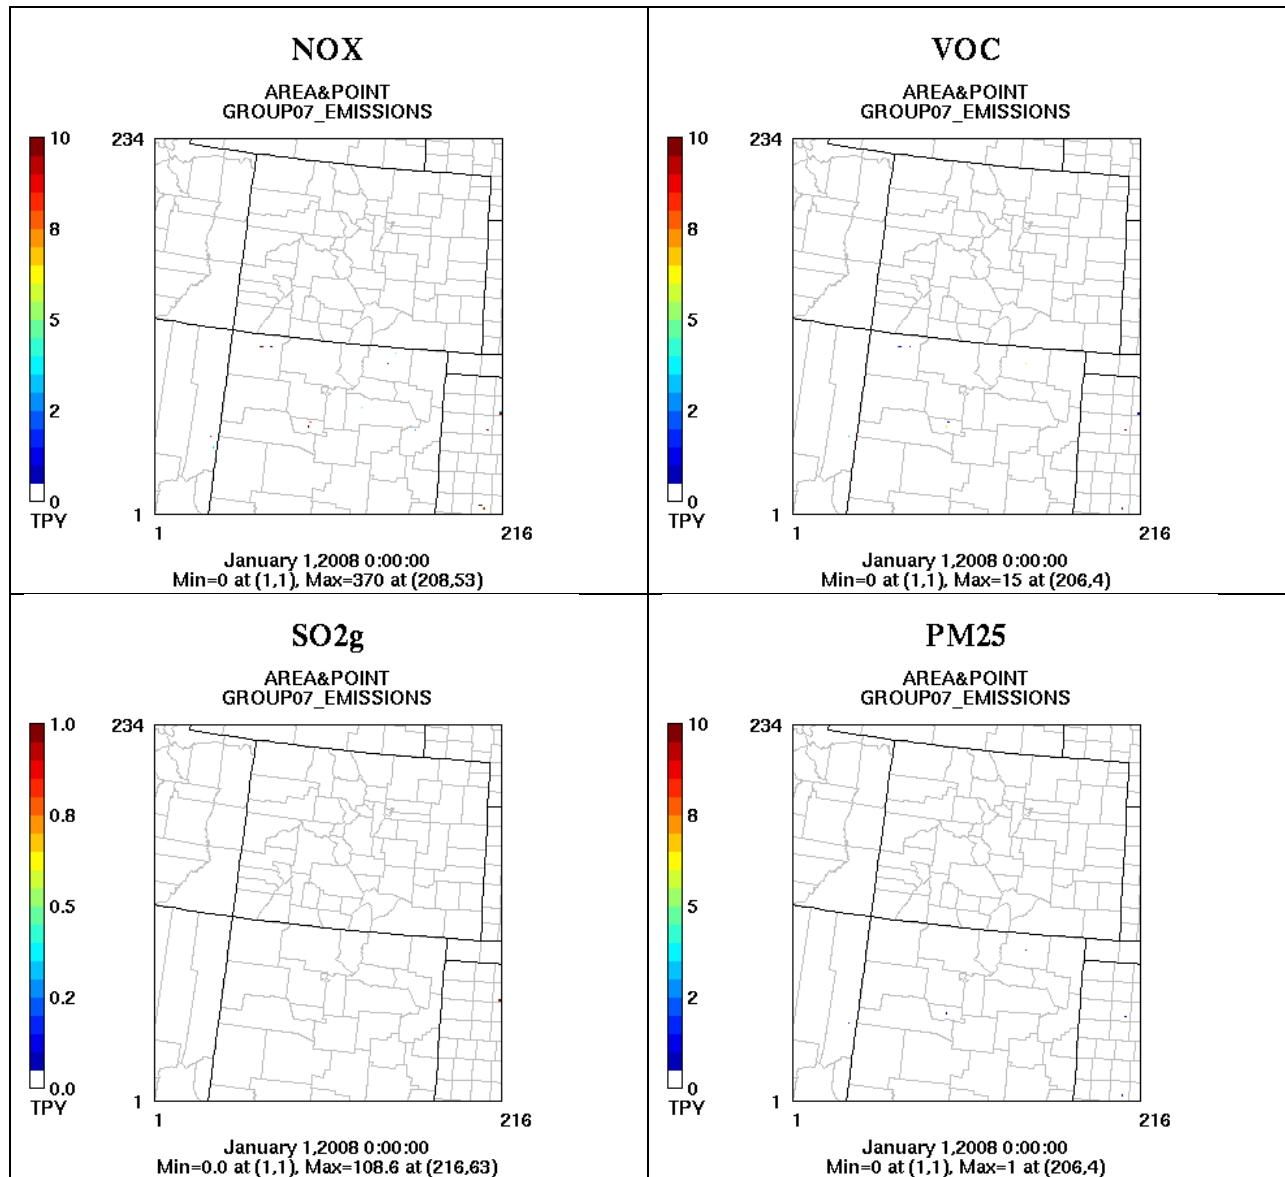 NOX
AREA&POINT
GROUP07_EMISSIONS
10
8
5
2
0
TPY
234
1
1
216
January 1,2008 0:00:00
Min=0 at (1,1), Max=370 at (208,53)
VOC
AREA&POINT
GROUP07_EMISSIONS
10
8
5
2
0
TPY
234
1
1
216
January 1,2008 0:00:00
Min=0 at (1,1), Max=15 at (206,4)
SO2g
AREA&POINT
GROUP07_EMISSIONS
1.0
0.8
0.5
0.2
0.0
TPY
234
1
1
216
January 1,2008 0:00:00
Min=0.0 at (1,1), Max=108.6 at (216,63)
PM25
AREA&POINT
GROUP07_EMISSIONS
10
8
5
2
0
TPY
234
1
1
216
January 1,2008 0:00:00
Min=0 at (1,1), Max=1 at (206,4)